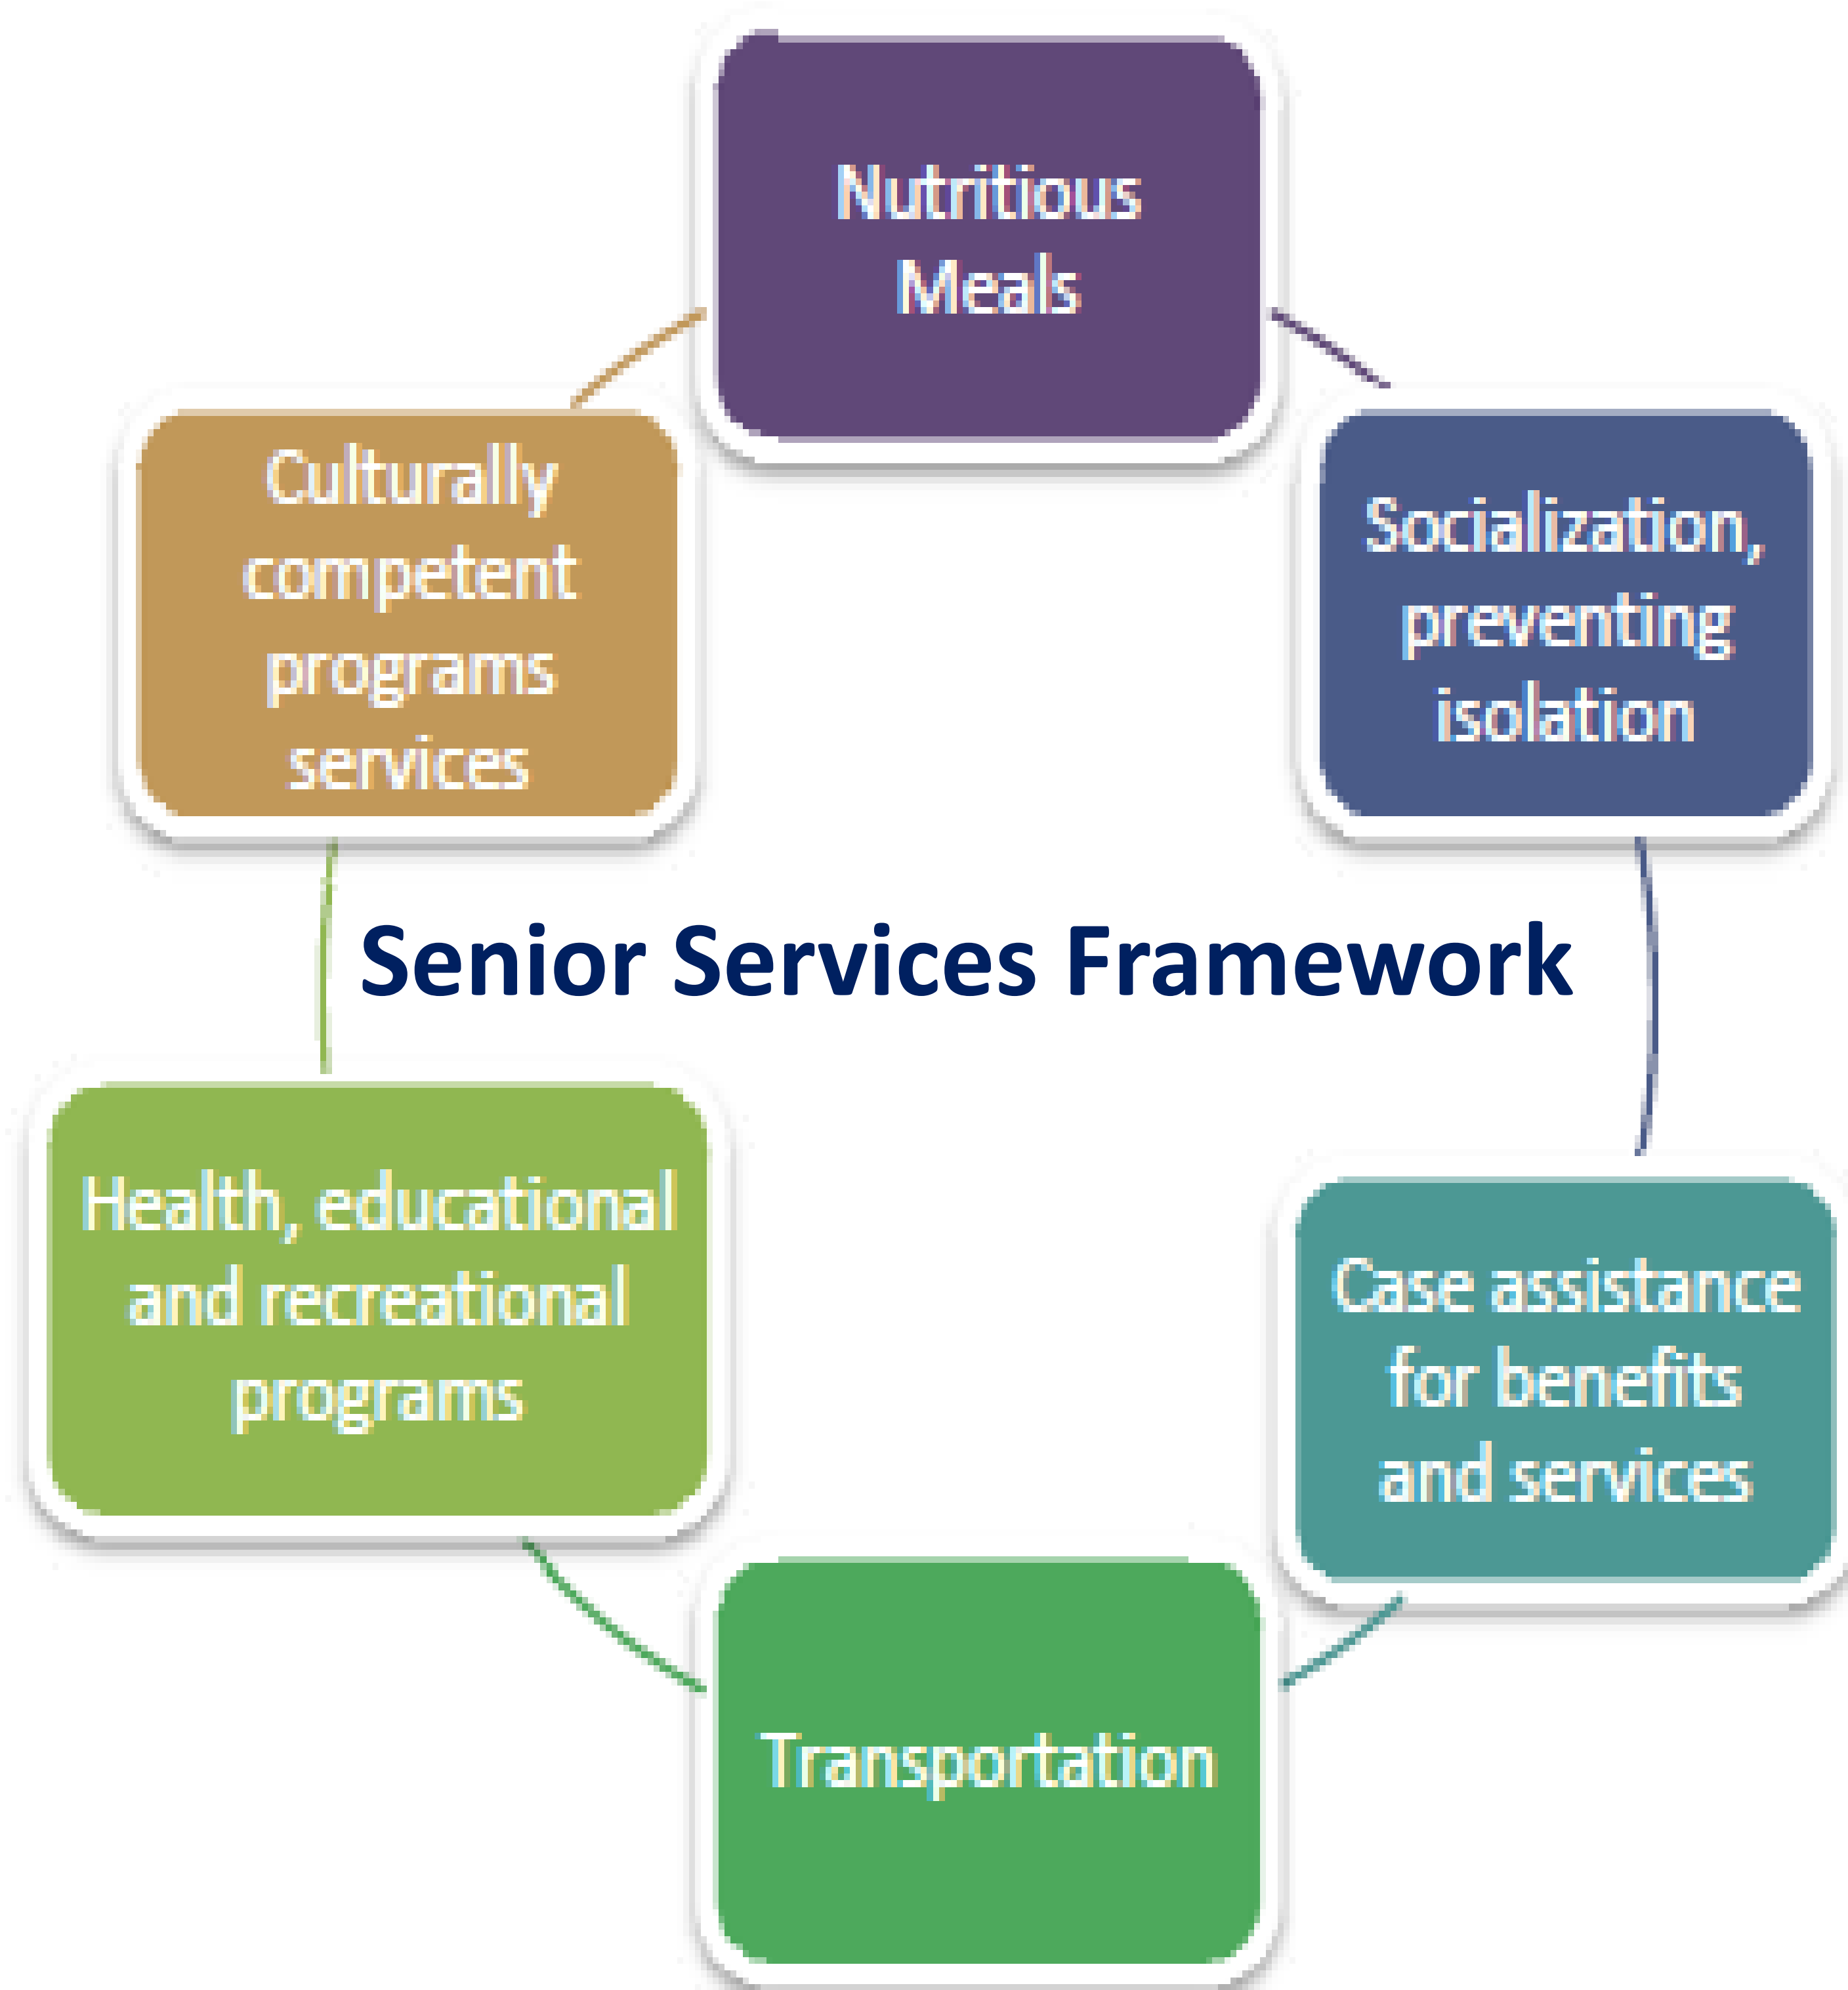 Nutritious
Meals
Socialization,
preventing
isolation
Case assistance
for benefits
and services
Transportation
Health, educational
and recreational
programs
Culturally
competent
programs
services
Senior Services Framework